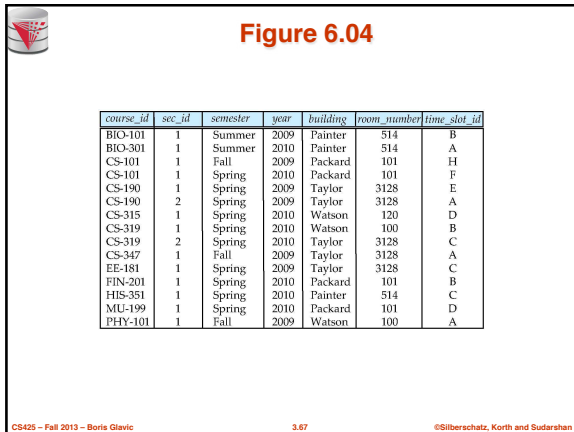 Figure 6.04
course_id sec_id semester year building room_number time_slot_id
BIO-101 1 Summer 2009 Painter 514 B
BIO-301 1 Summer 2010 Painter 514 A
CS-101 1 Fall 2009 Packard 101 H
CS-101 1 Spring 2010 Packard 101 F
CS-190 1 Spring 2009 Taylor 3128 E
CS-190 2 Spring 2009 Taylor 3128 A
CS-315 1 Spring 2010 Watson 120 D
CS-319 1 Spring 2010 Watson 100 B
CS-319 2 Spring 2010 Taylor 3128 C
CS-347 1 Fall 2009 Taylor 3128 A
EE-181 1 Spring 2009 Taylor 3128 C
FIN-201 1 Spring 2010 Packard 101 B
HIS-351 1 Spring 2010 Painter 514 C
MU-199 1 Spring 2010 Packard 101 D
PHY-101 1 Fall 2009 Watson 100 A
CS425 – Fall 2013 – Boris Glavic 3.67 ©Silberschatz, Korth and Sudarshan